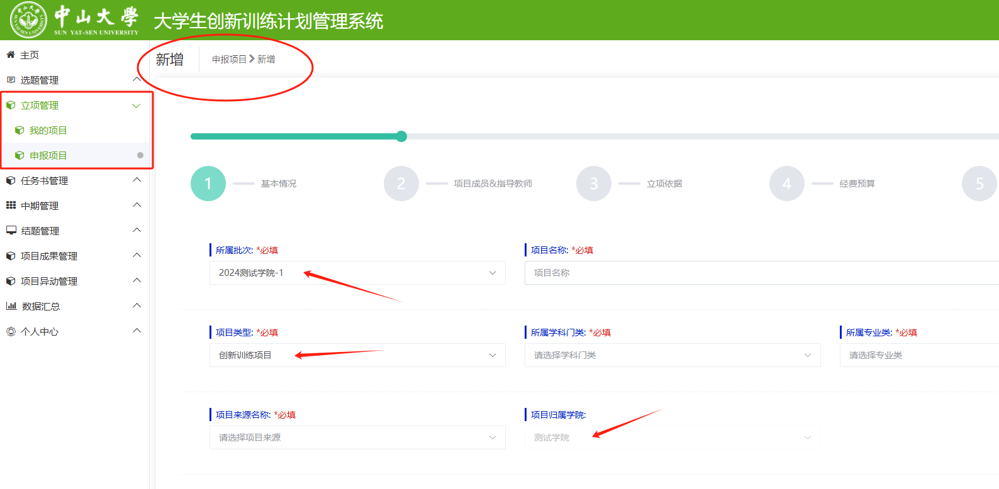 中山大學
SUN YAT-SEN UNIVERSITY
大学生创新训练计划管理系统
主页
选题管理
立项管理
我的项目
申报项目
任务书管理
中期管理
结题管理
项目成果管理
项目异动管理
数据汇总
个人中心
新增
申报项目 新增
1 基本情况
2 项目成员&指导教师
3 立项依据
4 经费预算
5
所属批次: *必填
2024测试学院-1
项目名称: *必填
项目名称
项目类型: *必填
创新训练项目
所属学科门类: *必填
请选择学科门类
所属专业类: *必填
请选择专业类
项目来源名称: *必填
请选择项目来源
项目归属学院:
测试学院